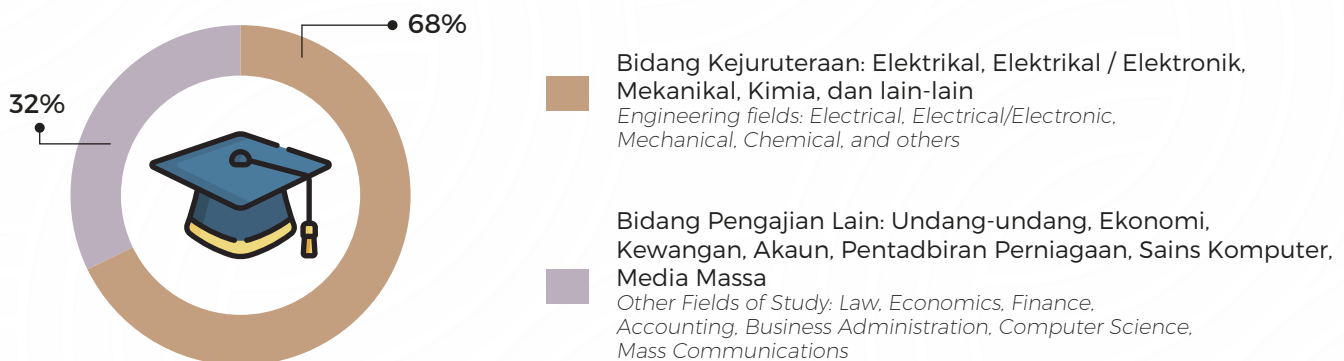 68%
32%
Bidang Kejuruteraan: Elektrikal, Elektrikal / Elektronik,
Mekanikal, Kimia, dan lain-lain
Engineering fields: Electrical, Electrical/Electronic,
Mechanical, Chemical, and others
Bidang Pengajian Lain: Undang-undang, Ekonomi,
Kewangan, Akaun, Pentadbiran Perniagaan, Sains Komputer,
Media Massa
Other Fields of Study: Law, Economics, Finance,
Accounting, Business Administration, Computer Science,
Mass Communications